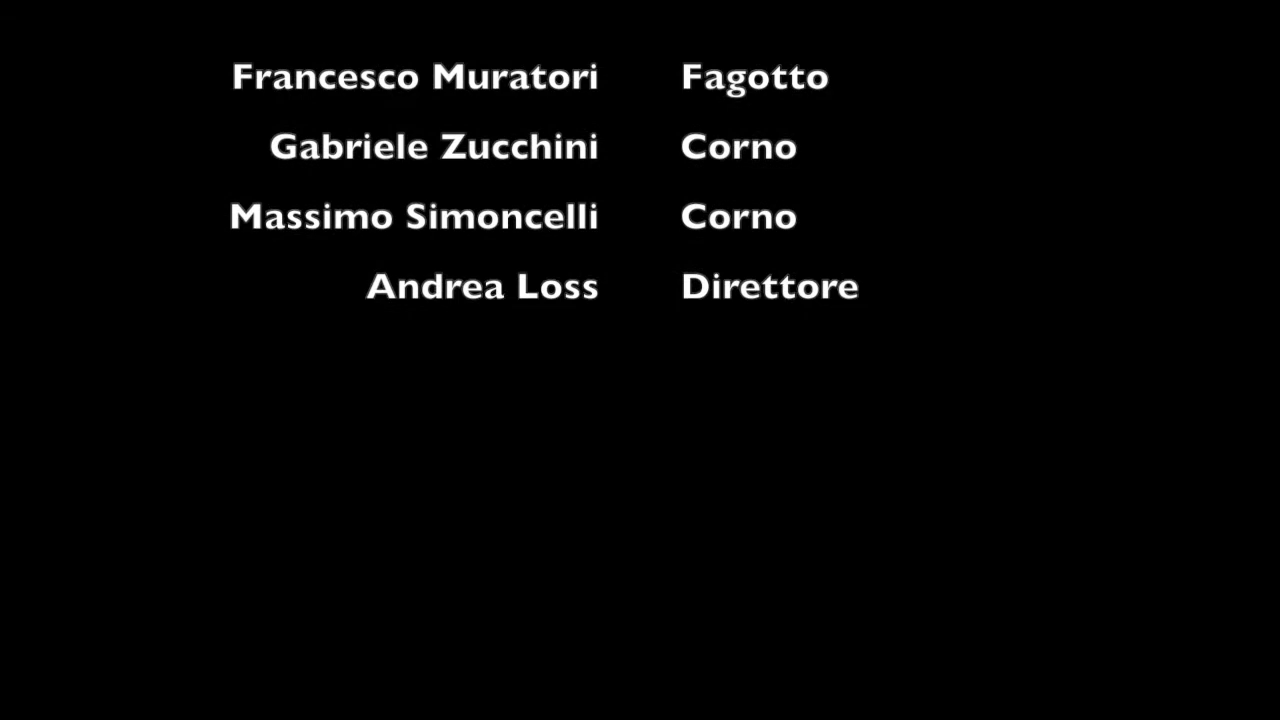 Francesco Muratori Fagotto
Gabriele Zucchini Corno
Massimo Simoncelli Corno
Andrea Loss Direttore